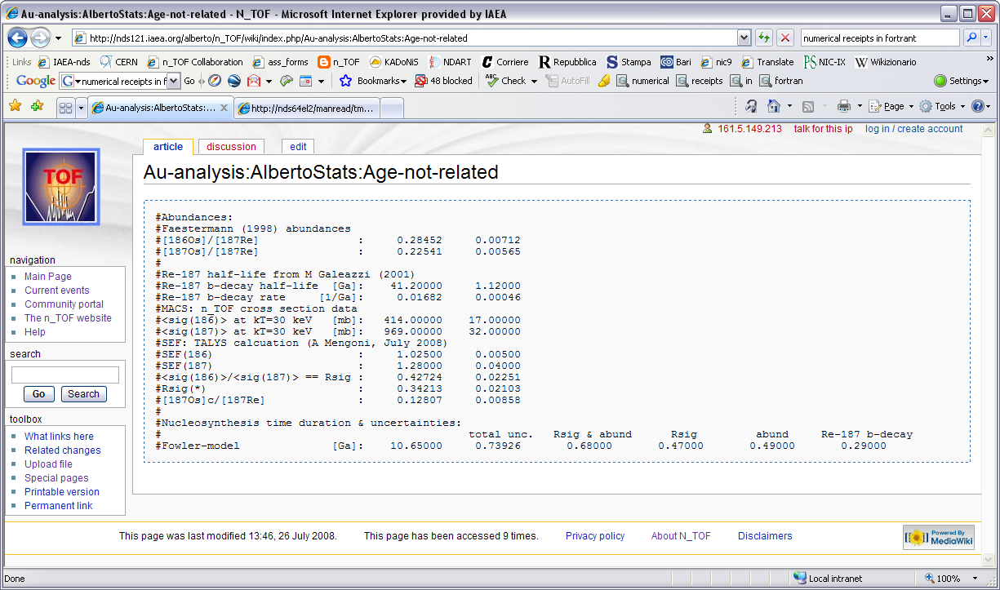 Au-analysis:AlbertoStats:Age-not-related - N_TOF - Microsoft Internet Explorer provided by IAEA
http://nds121.iaea.org/alberto/n_TOF/wiki/index.php/Au-analysis:AlbertoStats:Age-not-related numerical receipts in fortrant
Links IAEA-nds CERN n_TOF Collaboration ass_forms n_TOF KADoNiS NDART Corriere Repubblica Stampa Bari nic9 Translate NIC-IX Wikizionario
Google numerical receipts in f Go Bookmarks 48 blocked Check AutoFill numerical receipts in fortran Settings
Au-analysis:AlbertoStats:... http://nds64el2/manread/tm... Page Tools
161.5.149.213 talk for this ip log in / create account
article discussion edit
TOF
Au-analysis:AlbertoStats:Age-not-related
#Abundances:
#Faestermann (1998) abundances
#[186Os]/[187Re] : 0.28452 0.00712
#[187Os]/[187Re] : 0.22541 0.00565
#
#Re-187 half-life from M Galeazzi (2001)
#Re-187 b-decay half-life [Ga]: 41.20000 1.12000
#Re-187 b-decay rate [1/Ga]: 0.01682 0.00046
#MACS: n_TOF cross section data
#<sig(186)> at kT=30 keV [mb]: 414.00000 17.00000
#<sig(187)> at kT=30 keV [mb]: 969.00000 32.00000
#SEF: TALYS calcuation (A Mengoni, July 2008)
#SEF(186) : 1.02500 0.00500
#SEF(187) : 1.28000 0.04000
#<sig(186)>/<sig(187)> == Rsig : 0.42724 0.02251
#Rsig(*) : 0.34213 0.02103
#[187Os]c/[187Re] : 0.12807 0.00858
#
#Nucleosynthesis time duration & uncertainties:
# total unc. Rsig & abund Rsig abund Re-187 b-decay
#Fowler-model [Ga]: 10.65000 0.73926 0.68000 0.47000 0.49000 0.29000
navigation
Main Page
Current events
Community portal
The n_TOF website
Help
search
Go Search
toolbox
What links here
Related changes
Upload file
Special pages
Printable version
Permanent link
This page was last modified 13:46, 26 July 2008. This page has been accessed 9 times. Privacy policy About N_TOF Disclaimers
Powered By
MediaWiki
Done Local intranet 100%